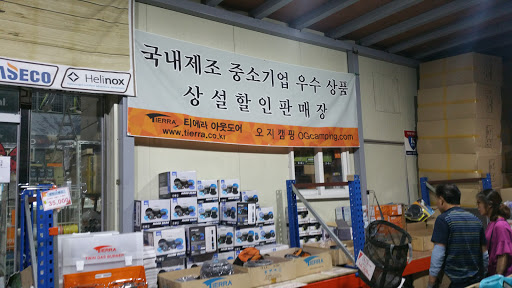 국내제조 중소기업 우수 상품
상설할인판매장
TIERRA 티에라 아웃도어
www.tierra.co.kr
오지캠핑 OGcamping.com
Helinox
TIERRA
TIERRA
TIERRA